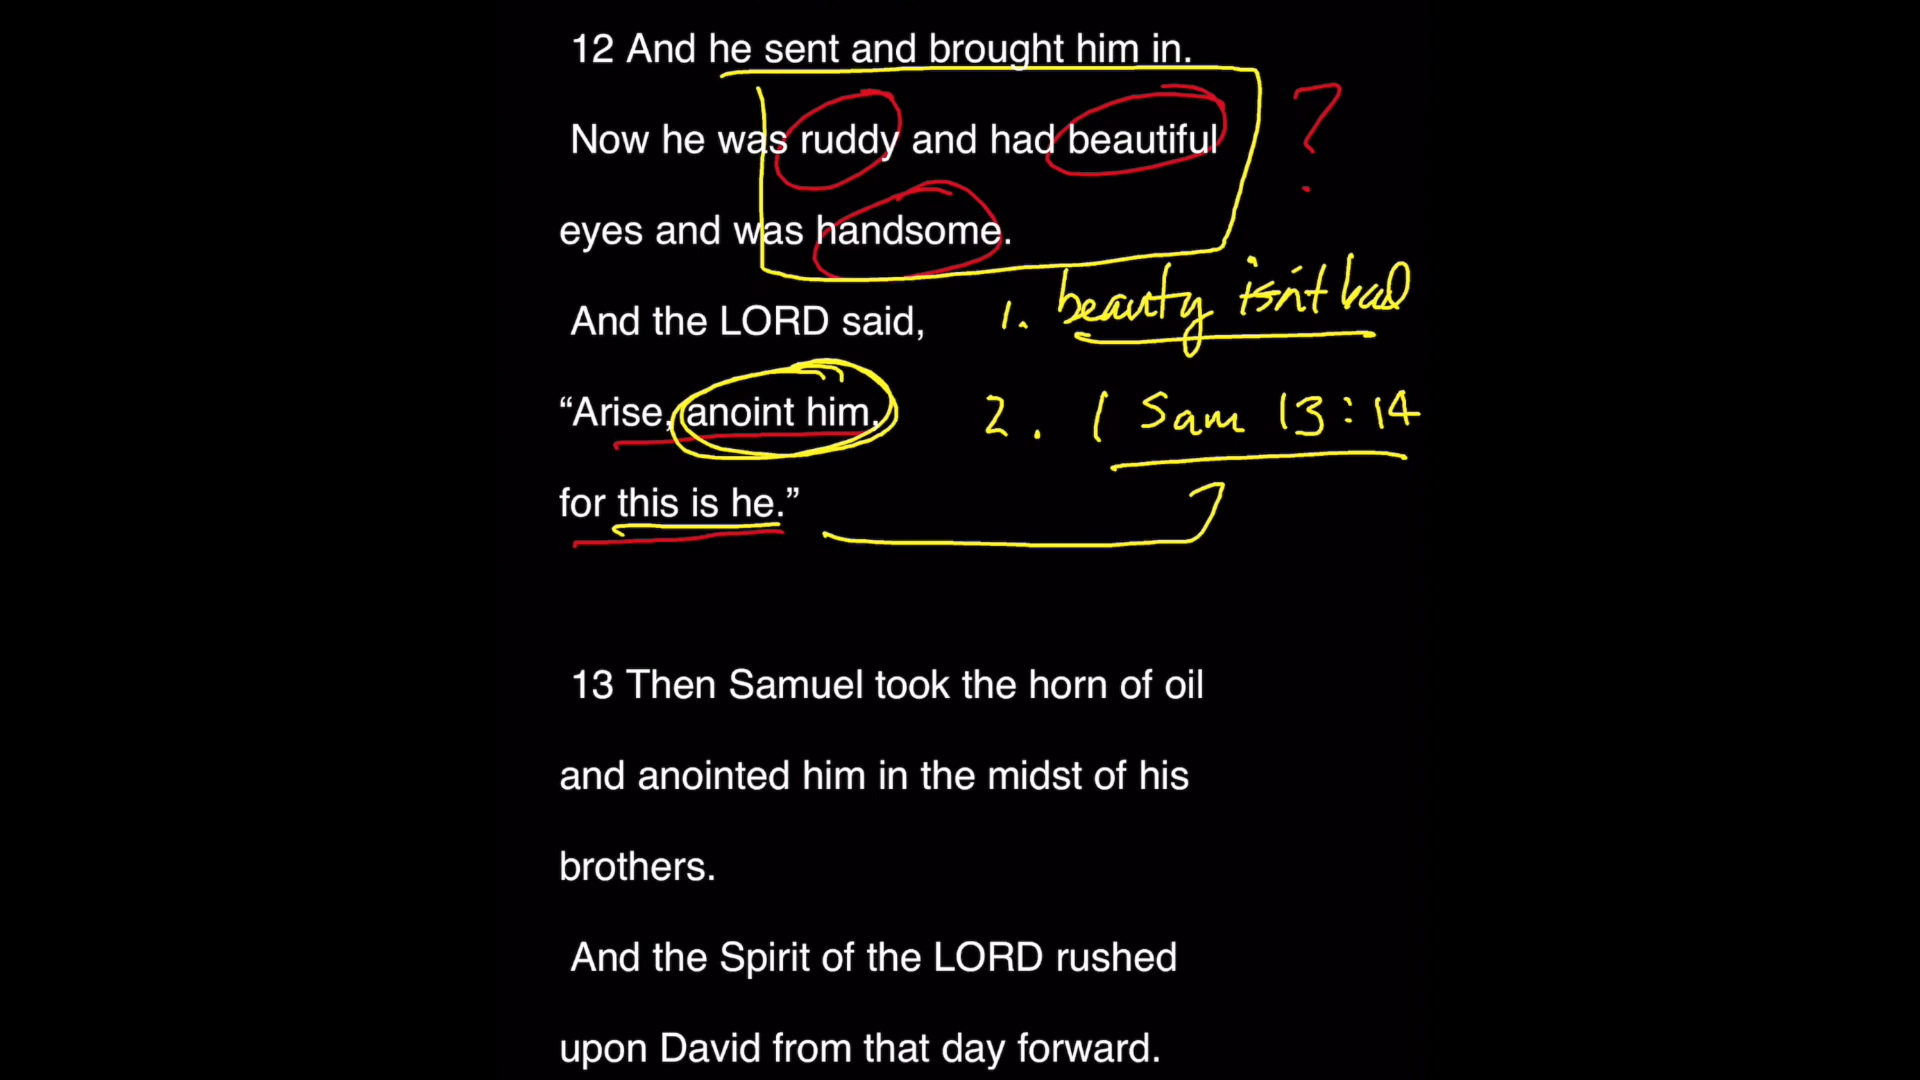 12 And he sent and brought him in.
Now he was ruddy and had beautiful
?
eyes and was handsome.
And the LORD said,
1. beauty isn't bad
“Arise, anoint him,
2. 1 Sam 13:14
for this is he.”
13 Then Samuel took the horn of oil
and anointed him in the midst of his
brothers.
And the Spirit of the LORD rushed
upon David from that day forward.